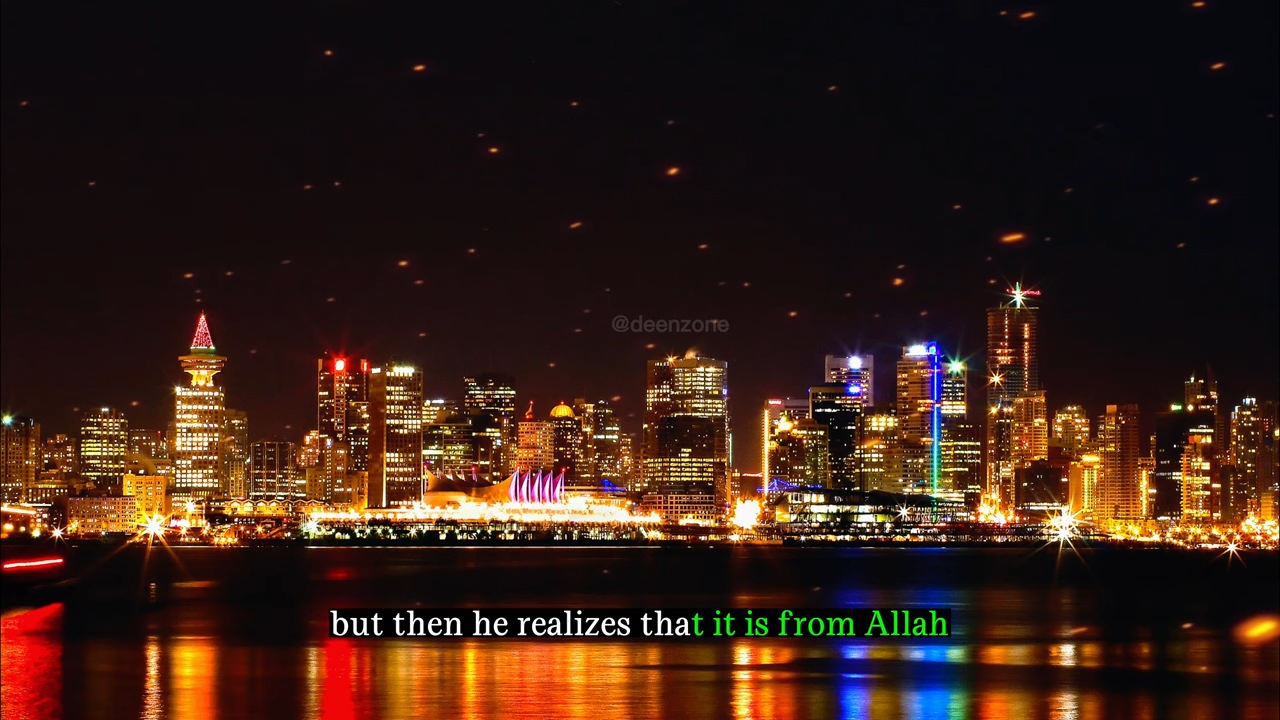 @deenzone
but then he realizes that it is from Allah